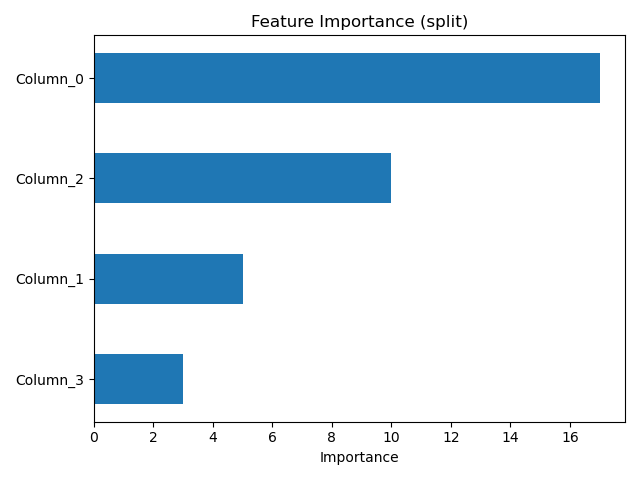 Feature Importance (split)
Column_0
Column_2
Column_1
Column_3
0 2 4 6 8 10 12 14 16
Importance